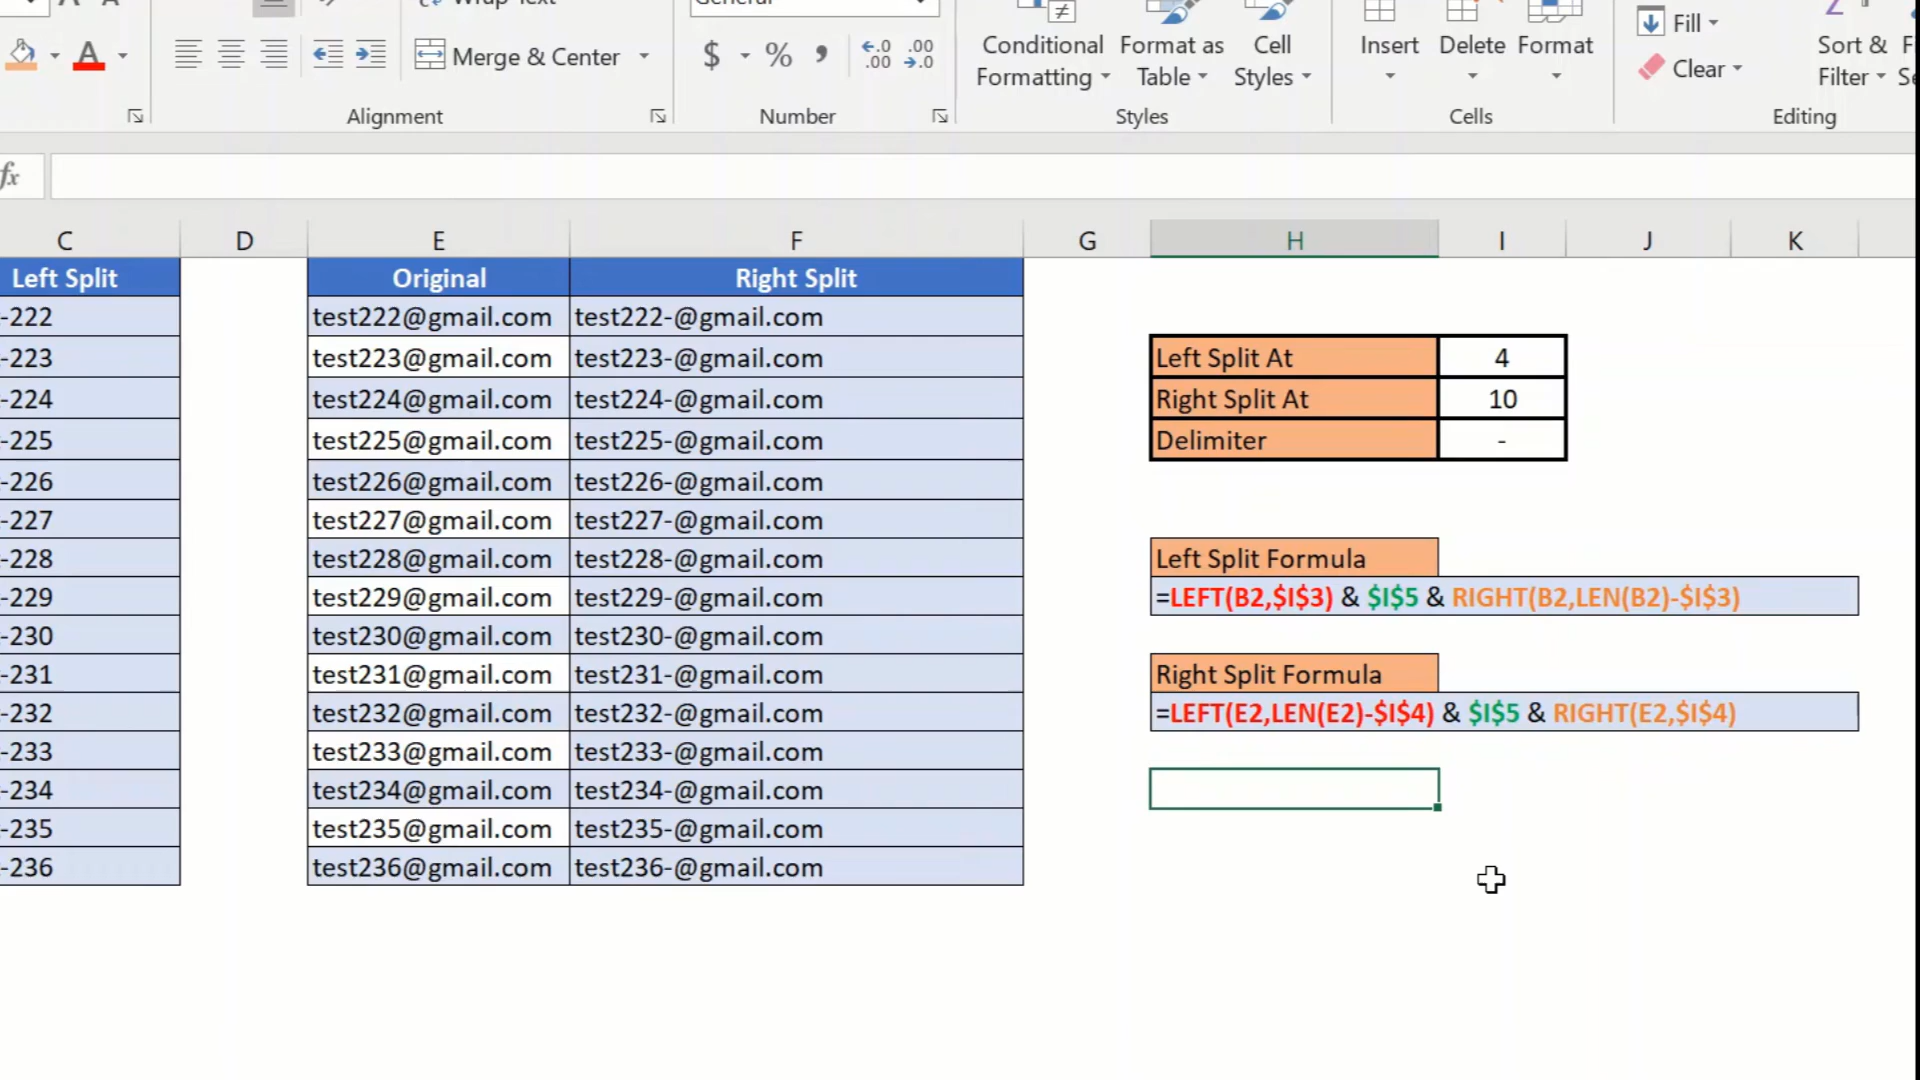 Wrap Text
General
A
Merge & Center
$ % , .0 .00 .00 .0
Conditional Formatting
Format as Table
Cell Styles
Insert
Delete
Format
Fill
Clear
Sort & Filter
Alignment
Number
Styles
Cells
Editing
fx
C D E F G H I J K
Left Split Original Right Split
-222 test222@gmail.com test222-@gmail.com
-223 test223@gmail.com test223-@gmail.com Left Split At 4
-224 test224@gmail.com test224-@gmail.com Right Split At 10
-225 test225@gmail.com test225-@gmail.com Delimiter -
-226 test226@gmail.com test226-@gmail.com
-227 test227@gmail.com test227-@gmail.com
-228 test228@gmail.com test228-@gmail.com Left Split Formula
-229 test229@gmail.com test229-@gmail.com =LEFT(B2,$I$3) & $I$5 & RIGHT(B2,LEN(B2)-$I$3)
-230 test230@gmail.com test230-@gmail.com
-231 test231@gmail.com test231-@gmail.com Right Split Formula
-232 test232@gmail.com test232-@gmail.com =LEFT(E2,LEN(E2)-$I$4) & $I$5 & RIGHT(E2,$I$4)
-233 test233@gmail.com test233-@gmail.com
-234 test234@gmail.com test234-@gmail.com
-235 test235@gmail.com test235-@gmail.com
-236 test236@gmail.com test236-@gmail.com